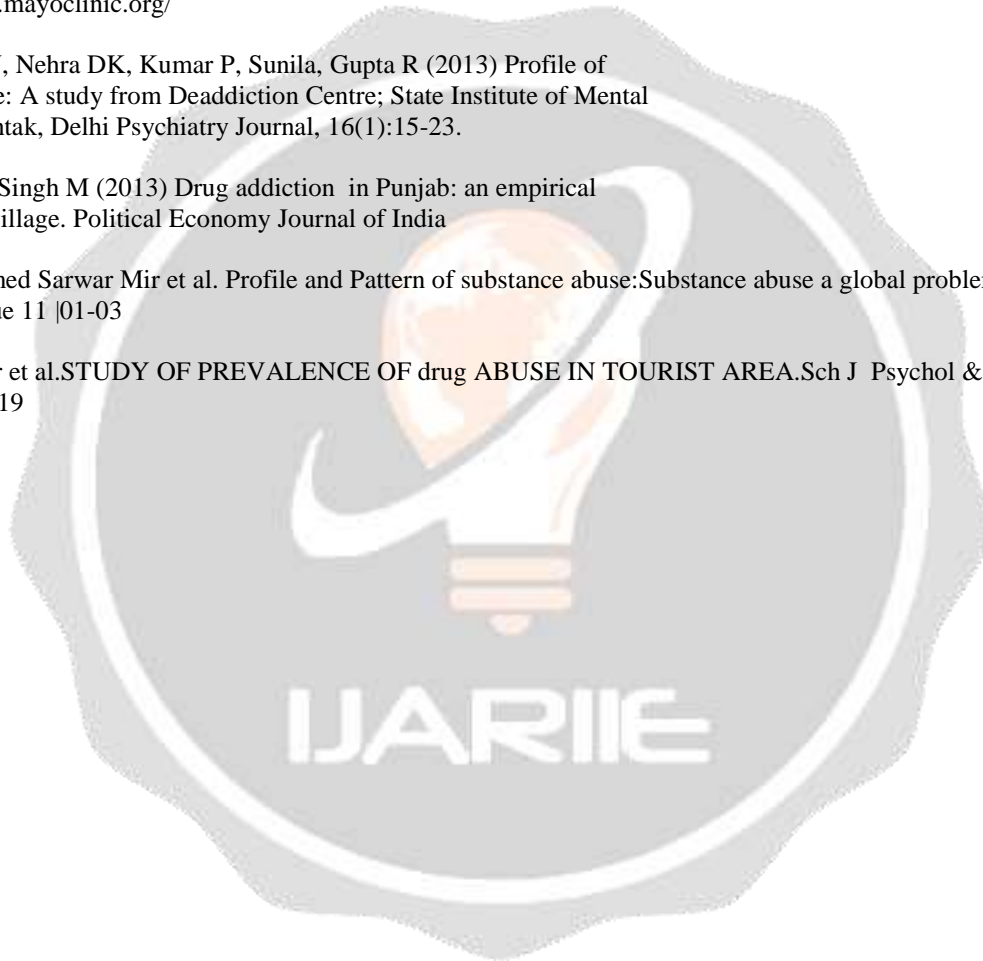 .mayoclinic.org/
, Nehra DK, Kumar P, Sunila, Gupta R (2013) Profile of
e: A study from Deaddiction Centre; State Institute of Mental
ntak, Delhi Psychiatry Journal, 16(1):15-23.
Singh M (2013) Drug addiction in Punjab: an empirical
illage. Political Economy Journal of India
ned Sarwar Mir et al. Profile and Pattern of substance abuse:Substance abuse a global proble
ue 11 |01-03
r et al.STUDY OF PREVALENCE OF drug ABUSE IN TOURIST AREA.Sch J Psychol &
19
IJARIIE